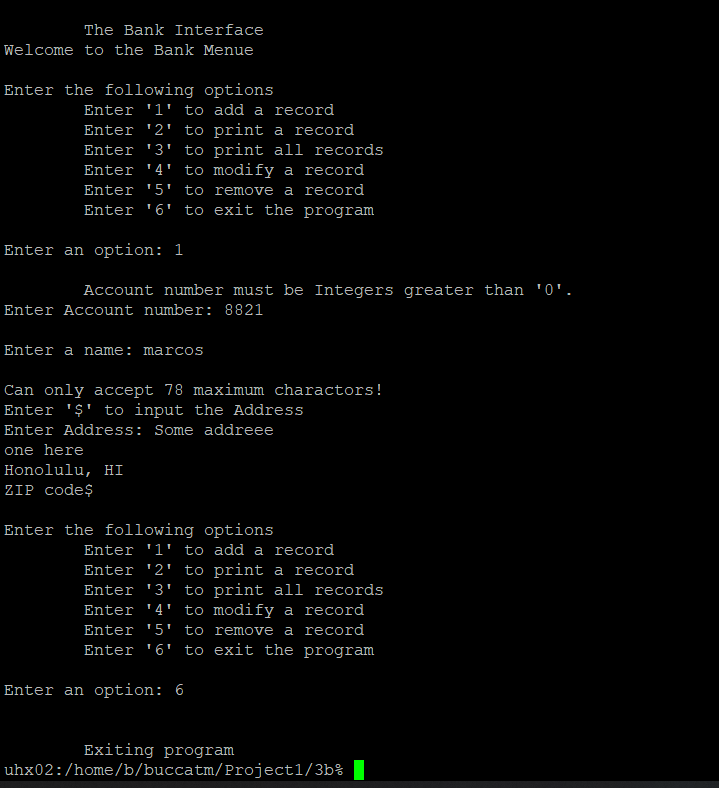 The Bank Interface
Welcome to the Bank Menue
Enter the following options
Enter '1' to add a record
Enter '2' to print a record
Enter '3' to print all records
Enter '4' to modify a record
Enter '5' to remove a record
Enter '6' to exit the program
Enter an option: 1
Account number must be Integers greater than '0'.
Enter Account number: 8821
Enter a name: marcos
Can only accept 78 maximum charactors!
Enter '$' to input the Address
Enter Address: Some addreee
one here
Honolulu, HI
ZIP code$
Enter the following options
Enter '1' to add a record
Enter '2' to print a record
Enter '3' to print all records
Enter '4' to modify a record
Enter '5' to remove a record
Enter '6' to exit the program
Enter an option: 6
Exiting program
uhx02:/home/b/buccatm/Project1/3b%